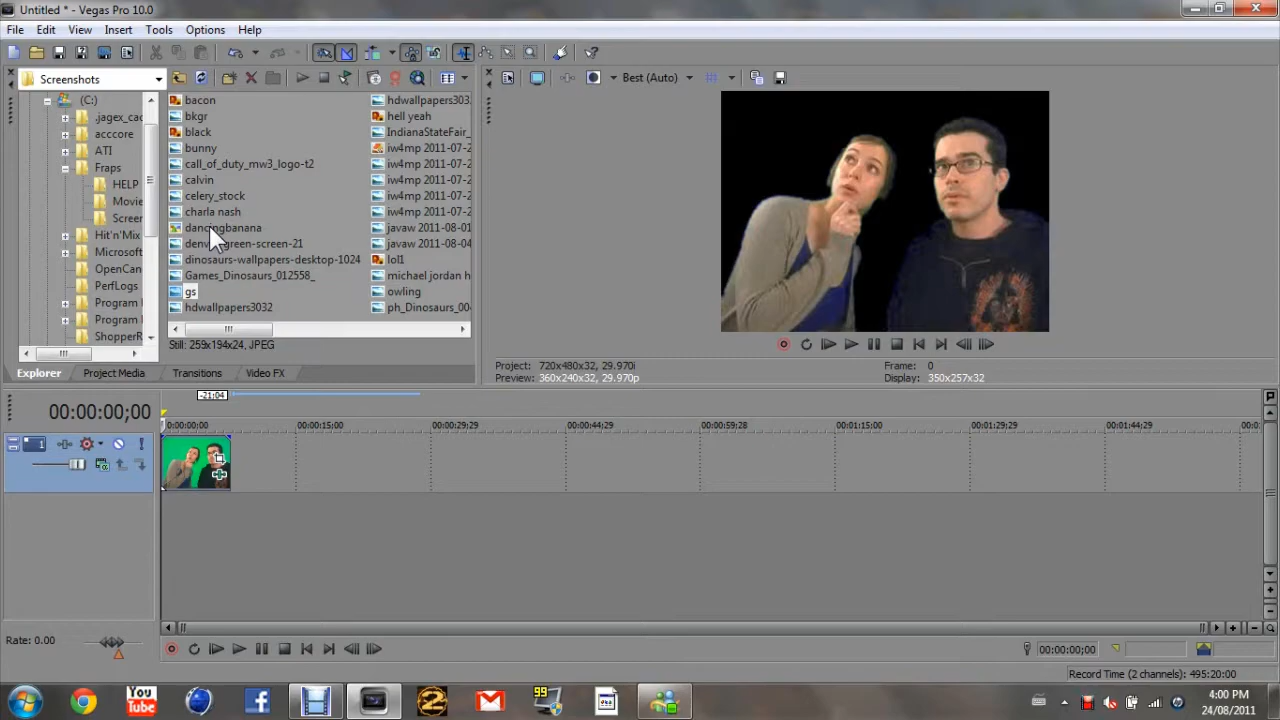 Untitled * - Vegas Pro 10.0
File Edit View Insert Tools Options Help
Screenshots
Best (Auto)
(C:)
.jagex_cac
acccore
ATI
Fraps
HELP
Movie
Screen
Hit'n'Mix
Microsoft
OpenCan
PerfLogs
Program
Program
ShopperR
bacon
bkgr
black
bunny
call_of_duty_mw3_logo-t2
calvin
celery_stock
charla nash
dancingbanana
green-screen-21
dinosaurs-wallpapers-desktop-1024
Games_Dinosaurs_012558_
gs
hdwallpapers3032
hdwallpapers303
hell yeah
IndianaStateFair_
iw4mp 2011-07-2
iw4mp 2011-07-2
iw4mp 2011-07-2
iw4mp 2011-07-2
javaw 2011-08-01
javaw 2011-08-04
lol1
michael jordan h
owling
ph_Dinosaurs_00
Still: 259x194x24, JPEG
Explorer Project Media Transitions Video FX
Project: 720x480x32, 29.970i
Preview: 360x240x32, 29.970p
Frame: 0
Display: 350x257x32
00:00:00;00
-21:04
00:00:00:00 00:00:15:00 00:00:29:29 00:00:44:29 00:00:59:28 00:01:15:00 00:01:29:29 00:01:44:29 00:0
Rate: 0.00
00:00:00;00
Record Time (2 channels): 495:20:00
You
Tube
f
2
99
4:00 PM
24/08/2011